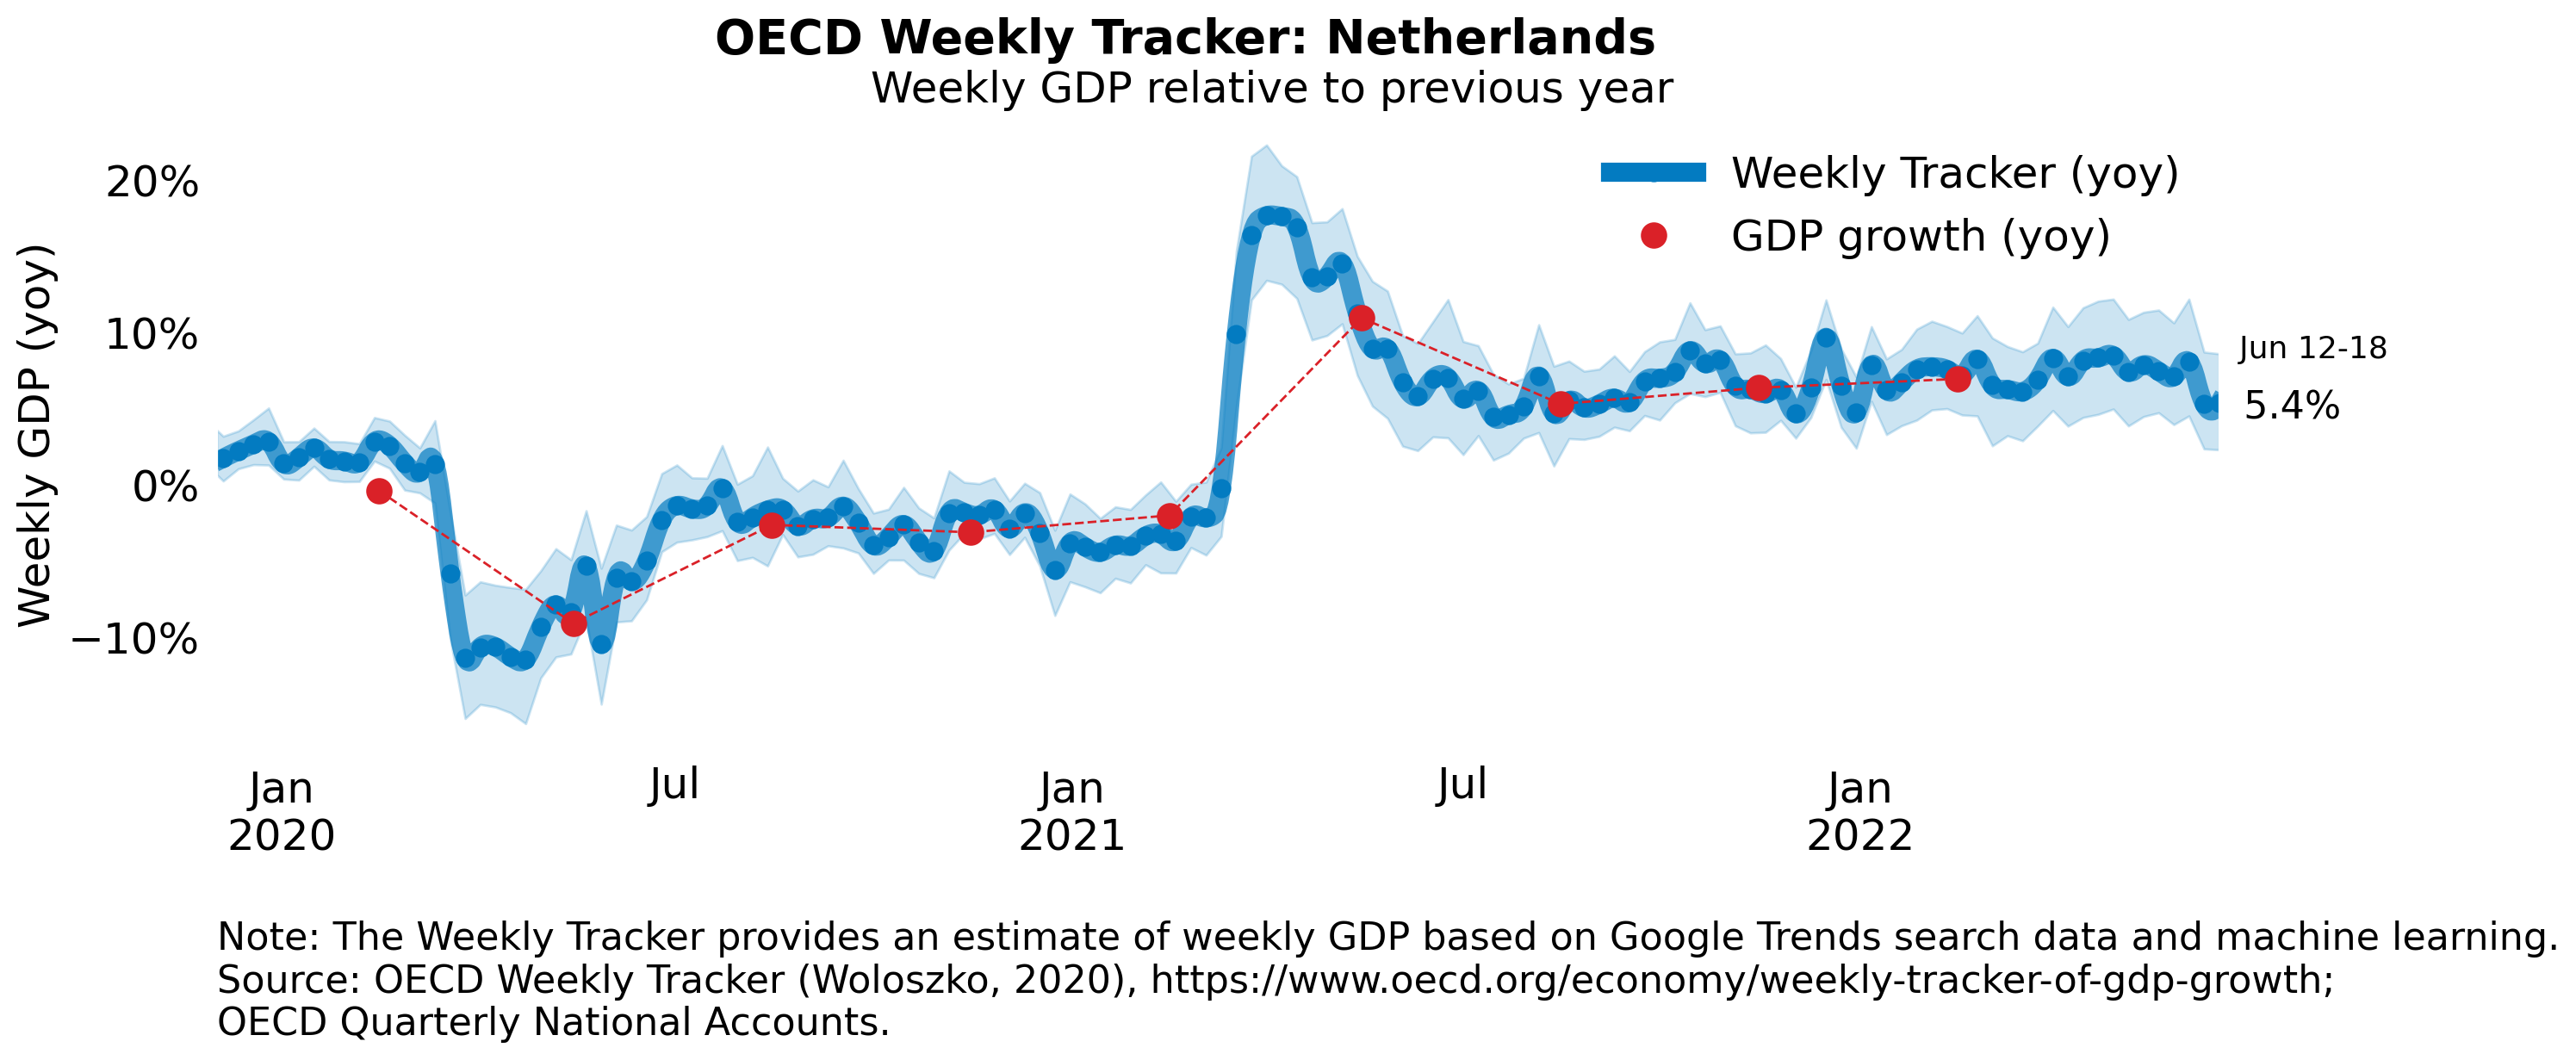 OECD Weekly Tracker: Netherlands
Weekly GDP relative to previous year
Weekly Tracker (yoy)
GDP growth (yoy)
Weekly GDP (yoy)
20%
10%
0%
−10%
Jun 12-18
5.4%
Jan
2020
Jul
Jan
2021
Jul
Jan
2022
Note: The Weekly Tracker provides an estimate of weekly GDP based on Google Trends search data and machine learning.
Source: OECD Weekly Tracker (Woloszko, 2020), https://www.oecd.org/economy/weekly-tracker-of-gdp-growth;
OECD Quarterly National Accounts.